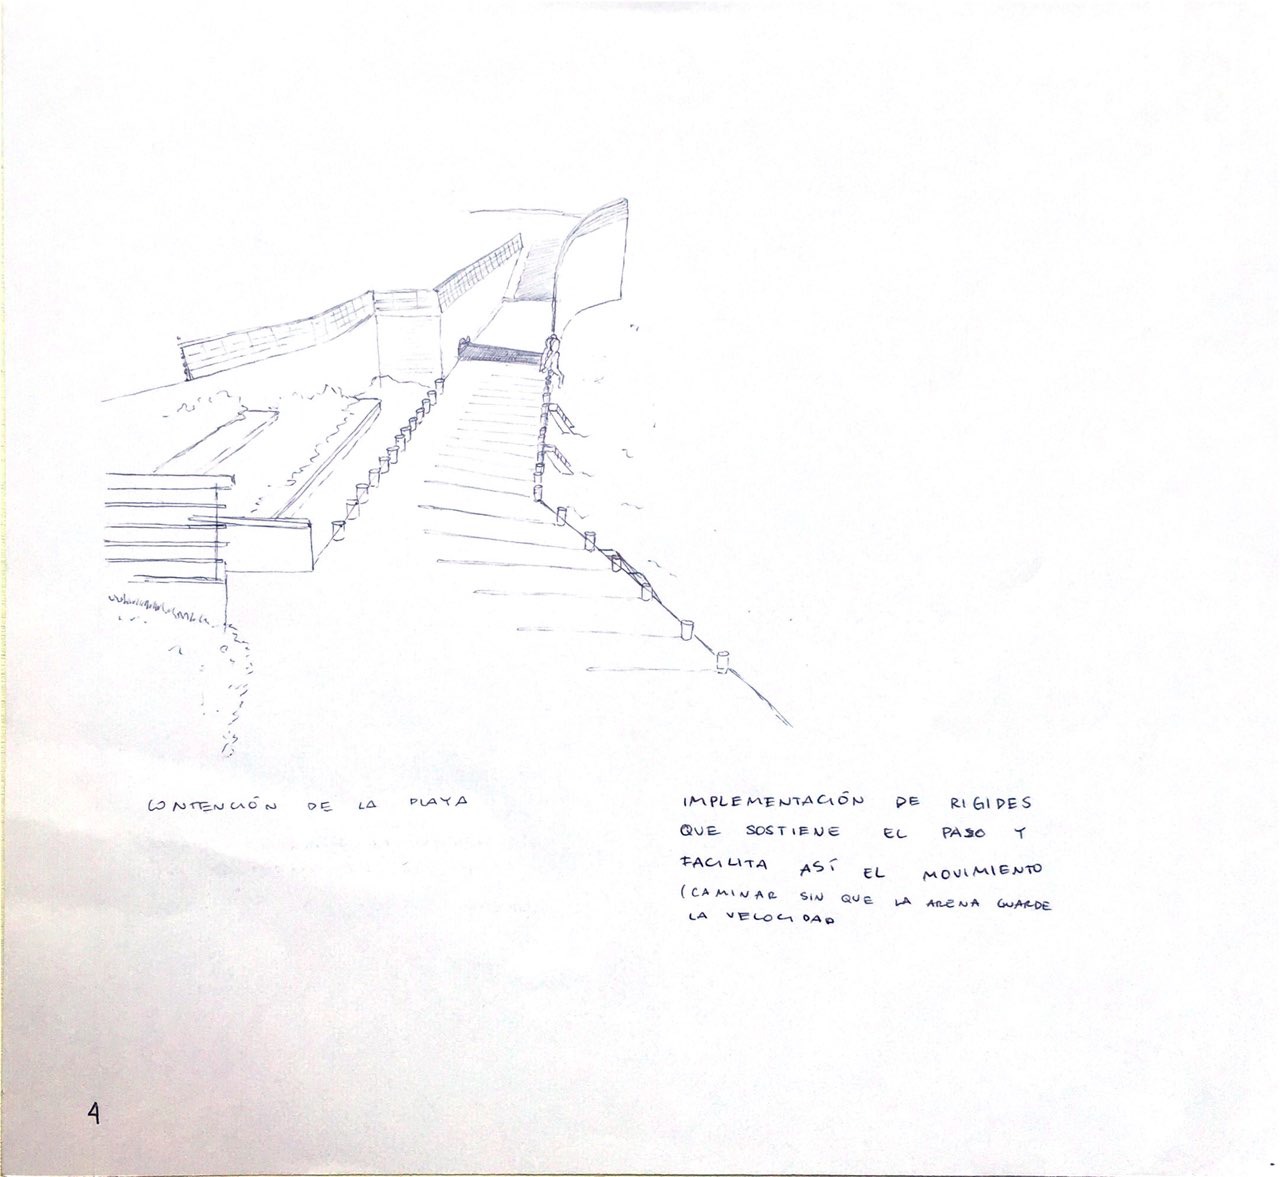 CONTENCIÓN DE LA PLAYA
IMPLEMENTACIÓN DE RIGIDES
QUE SOSTIENE EL PASO Y
FACILITA ASÍ EL MOVIMIENTO
(CAMINAR SIN QUE LA ARENA GUARDE
LA VELOCIDAD
4